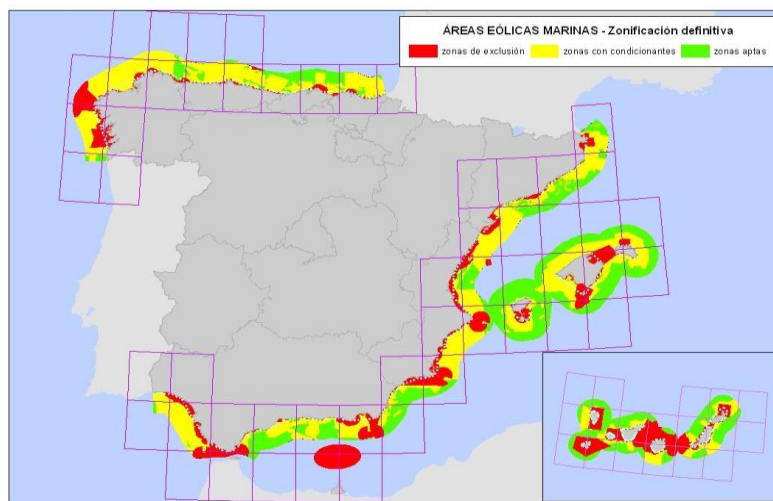 ÁREAS EÓLICAS MARINAS - Zonificación definitiva
zonas de exclusión zonas con condicionantes zonas aptas